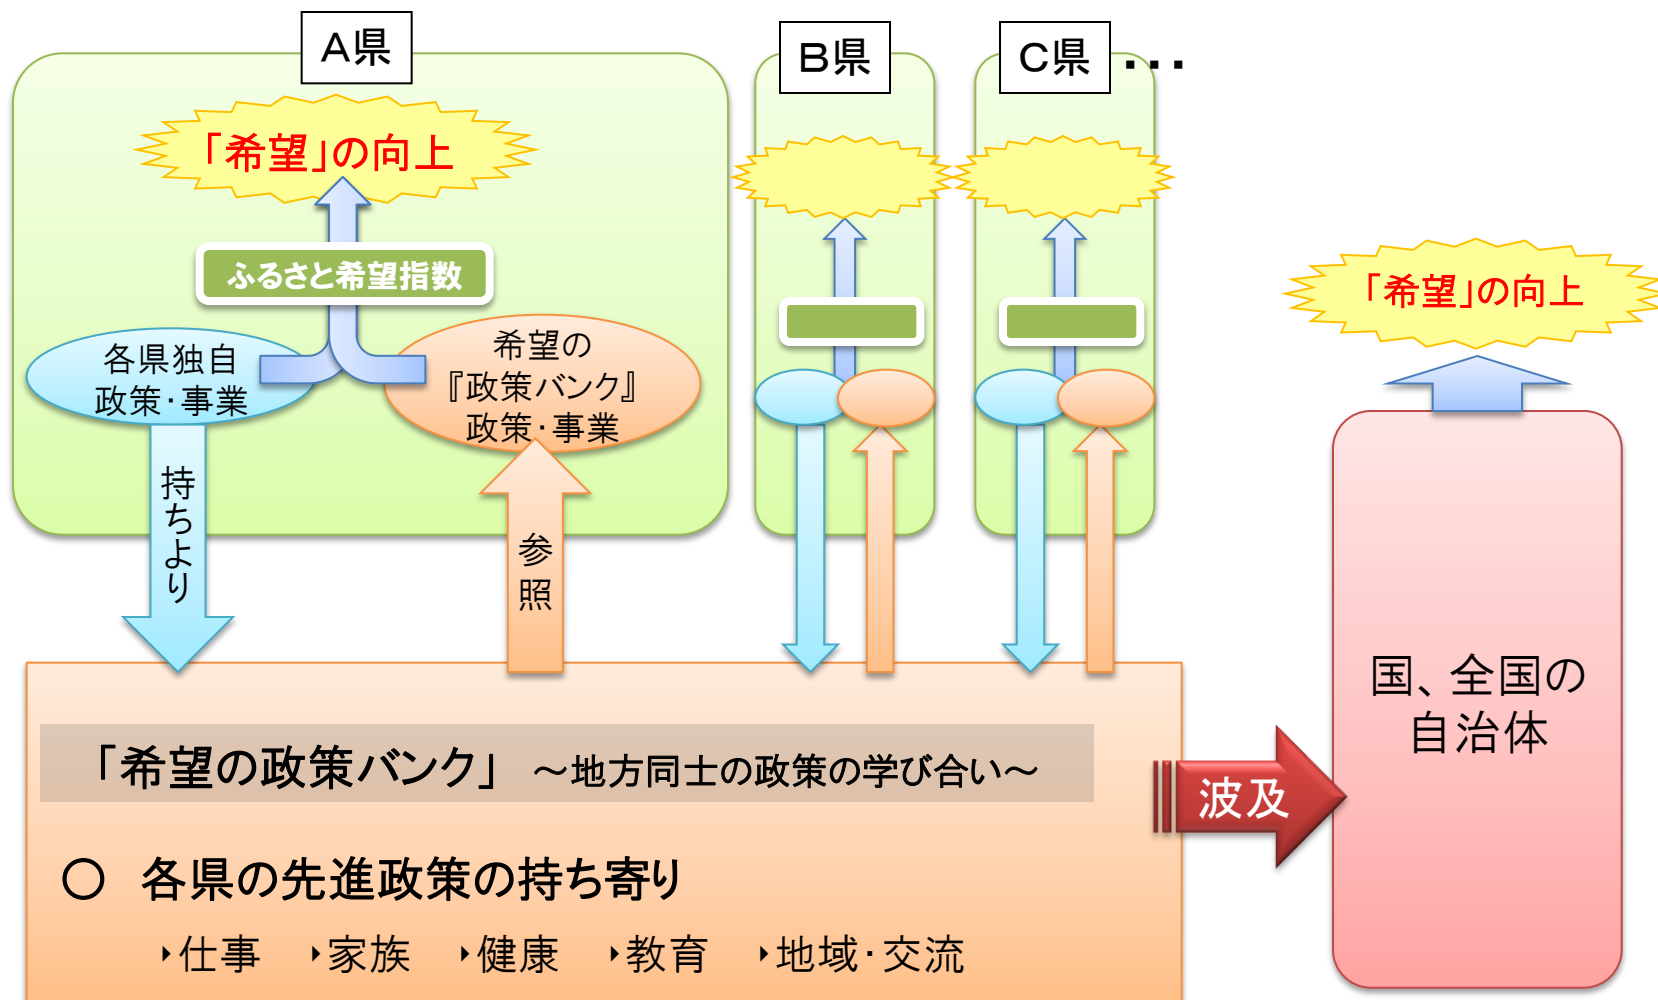 A県
B県
C県
・・・
「希望」の向上
ふるさと希望指数
各県独自
政策・事業
希望の
『政策バンク』
政策・事業
持ちより
参照
「希望」の向上
国、全国の
自治体
「希望の政策バンク」 ～地方同士の政策の学び合い～
波及
○ 各県の先進政策の持ち寄り
‣仕事 ‣家族 ‣健康 ‣教育 ‣地域・交流